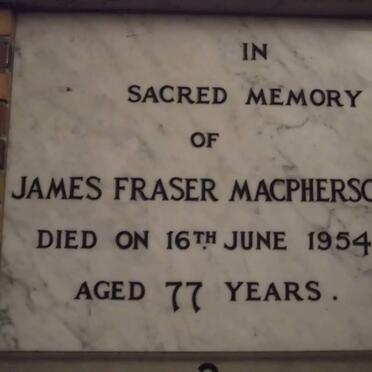 IN
SACRED MEMORY
OF
JAMES FRASER MACPHERSO
DIED ON 16TH JUNE 1954
AGED 77 YEARS.